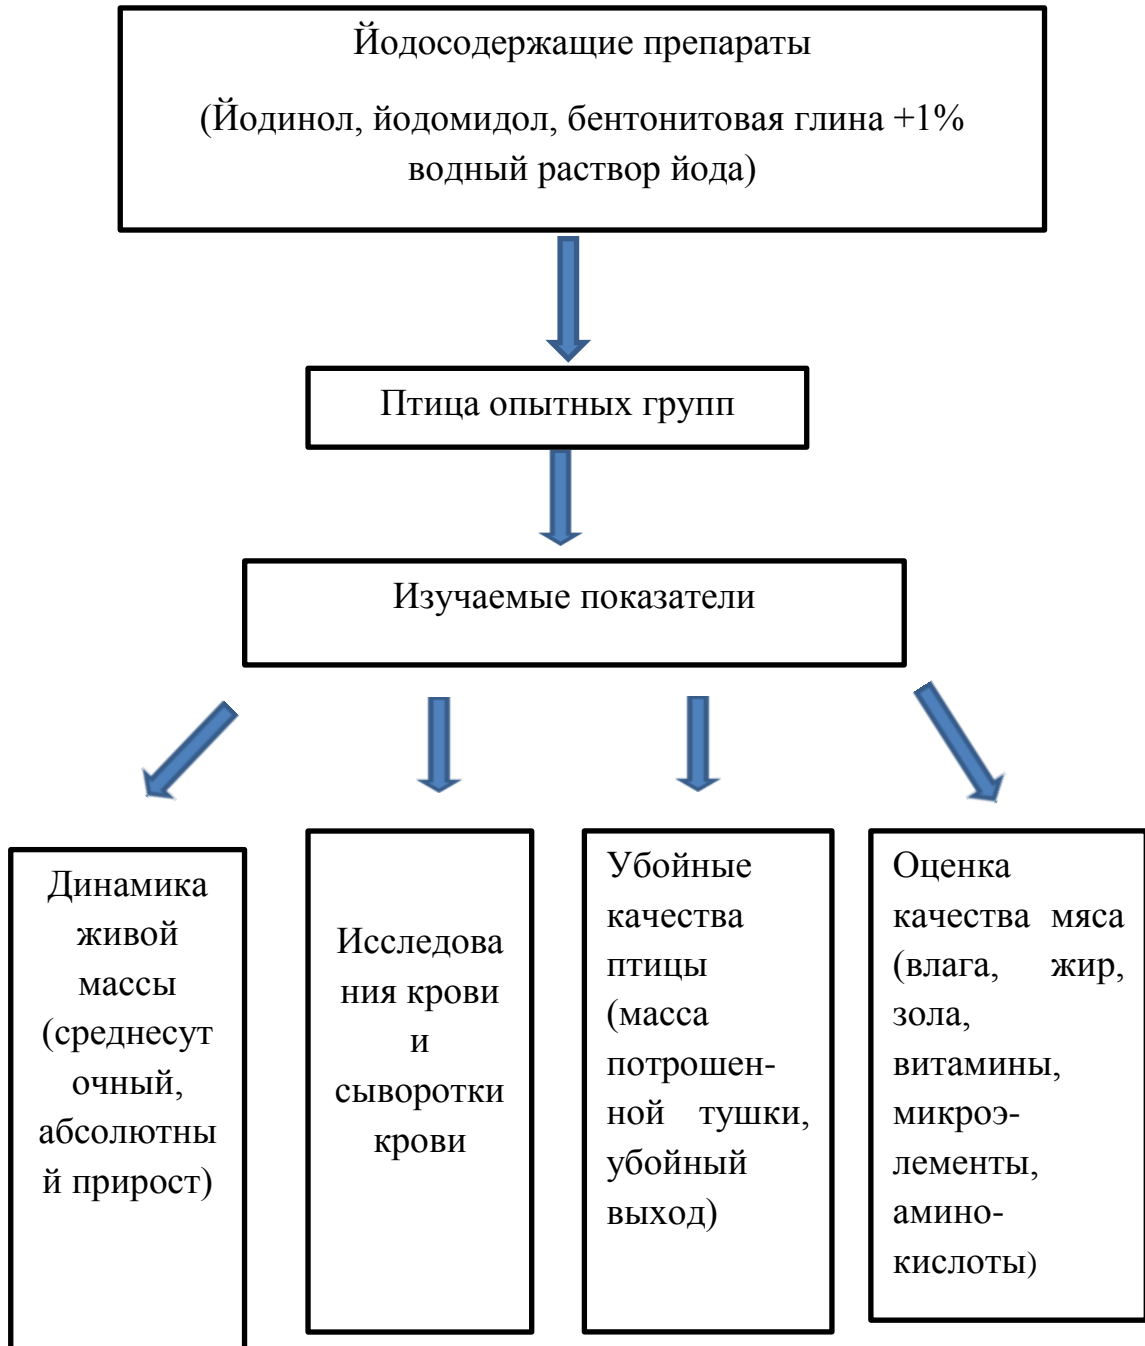 Йодосодержащие препараты
(Йодинол, йодомидол, бентонитовая глина +1%
водный раствор йода)
Птица опытных групп
Изучаемые показатели
Динамика
живой
массы
(среднесут
очный,
абсолютны
й прирост)
Исследова
ния крови
и
сыворотки
крови
Убойные
качества
птицы
(масса
потрошен-
ной тушки,
убойный
выход)
Оценка
качества мяса
(влага, жир,
зола,
витамины,
микроэ-
лементы,
амино-
кислоты)